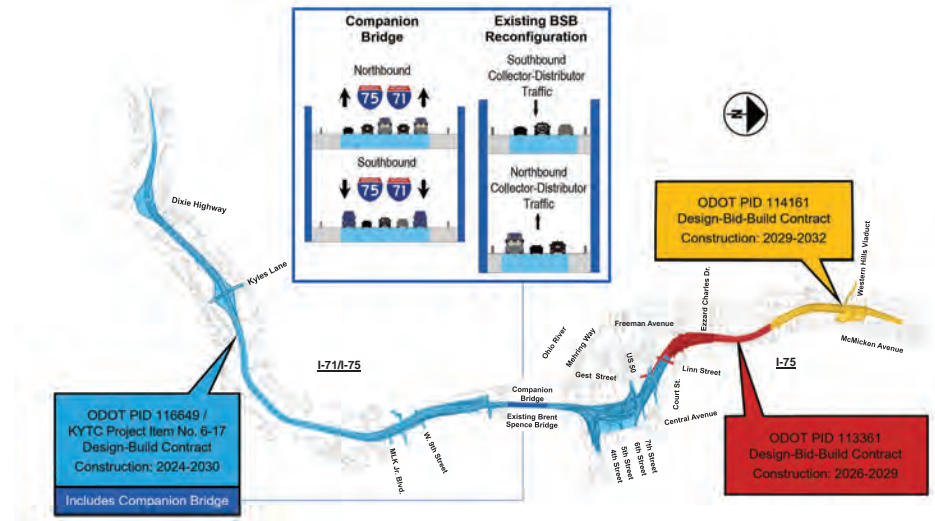 Companion
Bridge
Northbound
75 71
Southbound
75 71
Existing BSB
Reconfiguration
Southbound
Collector-Distributor
Traffic
Northbound
Collector-Distributor
Traffic
N
Dixie Highway
Kyles Lane
I-71/I-75
MLK Jr. Blvd.
W. 9th Street
Companion
Bridge
Existing Brent
Spence Bridge
Ohio River
Mehring Way
Gest Street
Freeman Avenue
US 50
Ezzard Charles Dr.
Linn Street
Court St.
Central Avenue
7th Street
6th Street
5th Street
4th Street
I-75
Western Hills Viaduct
McMicken Avenue
ODOT PID 114161
Design-Bid-Build Contract
Construction: 2029-2032
ODOT PID 116649 /
KYTC Project Item No. 6-17
Design-Build Contract
Construction: 2024-2030
Includes Companion Bridge
ODOT PID 113361
Design-Bid-Build Contract
Construction: 2026-2029